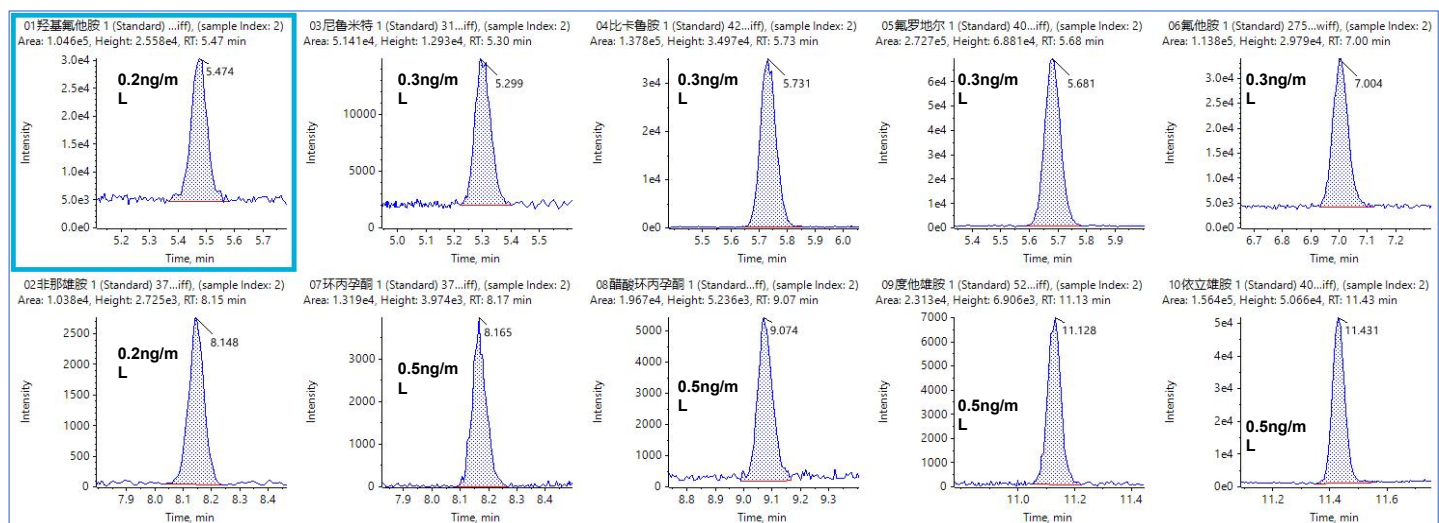 01羟基氟他胺 1 (Standard) ...iff), (sample Index: 2)
Area: 1.046e5, Height: 2.558e4, RT: 5.47 min
3.0e4
2.5e4
2.0e4
1.5e4
1.0e4
5.0e3
0.0e0
Intensity
0.2ng/m
L
5.474
5.2 5.3 5.4 5.5 5.6 5.7
Time, min
03尼鲁米特 1 (Standard) 31...iff), (sample Index: 2)
Area: 5.141e4, Height: 1.293e4, RT: 5.30 min
10000
5000
0
Intensity
0.3ng/m
L
5.299
5.0 5.1 5.2 5.3 5.4 5.5
Time, min
04比卡鲁胺 1 (Standard) 42...iff), (sample Index: 2)
Area: 1.378e5, Height: 3.497e4, RT: 5.73 min
3e4
2e4
1e4
0e0
Intensity
0.3ng/m
L
5.731
5.5 5.6 5.7 5.8 5.9 6.0
Time, min
05氟罗地尔 1 (Standard) 40...iff), (sample Index: 2)
Area: 2.727e5, Height: 6.881e4, RT: 5.68 min
6e4
5e4
4e4
3e4
2e4
1e4
0e0
Intensity
0.3ng/m
L
5.681
5.4 5.5 5.6 5.7 5.8 5.9
Time, min
06氟他胺 1 (Standard) 275...wiff), (sample Index: 2)
Area: 1.138e5, Height: 2.979e4, RT: 7.00 min
3.0e4
2.5e4
2.0e4
1.5e4
1.0e4
5.0e3
0.0e0
Intensity
0.3ng/m
L
7.004
6.7 6.8 6.9 7.0 7.1 7.2
Time, min
02非那雄胺 1 (Standard) 37...iff), (sample Index: 2)
Area: 1.038e4, Height: 2.725e3, RT: 8.15 min
2500
2000
1500
1000
500
0
Intensity
0.2ng/m
L
8.148
7.9 8.0 8.1 8.2 8.3 8.4
Time, min
07环丙孕酮 1 (Standard) 37...iff), (sample Index: 2)
Area: 1.319e4, Height: 3.974e3, RT: 8.17 min
3000
2000
1000
0
Intensity
0.5ng/m
L
8.165
7.9 8.0 8.1 8.2 8.3 8.4
Time, min
08醋酸环丙孕酮 1 (Standard...iff), (sample Index: 2)
Area: 1.967e4, Height: 5.236e3, RT: 9.07 min
5000
4000
3000
2000
1000
0
Intensity
0.5ng/m
L
9.074
8.8 8.9 9.0 9.1 9.2 9.3
Time, min
09度他雄胺 1 (Standard) 52...iff), (sample Index: 2)
Area: 2.313e4, Height: 6.906e3, RT: 11.13 min
7000
6000
5000
4000
3000
2000
1000
0
Intensity
0.5ng/m
L
11.128
11.0 11.2 11.4
Time, min
10依立雄胺 1 (Standard) 40...iff), (sample Index: 2)
Area: 1.564e5, Height: 5.066e4, RT: 11.43 min
5e4
4e4
3e4
2e4
1e4
0e0
Intensity
0.5ng/m
L
11.431
11.2 11.4 11.6
Time, min